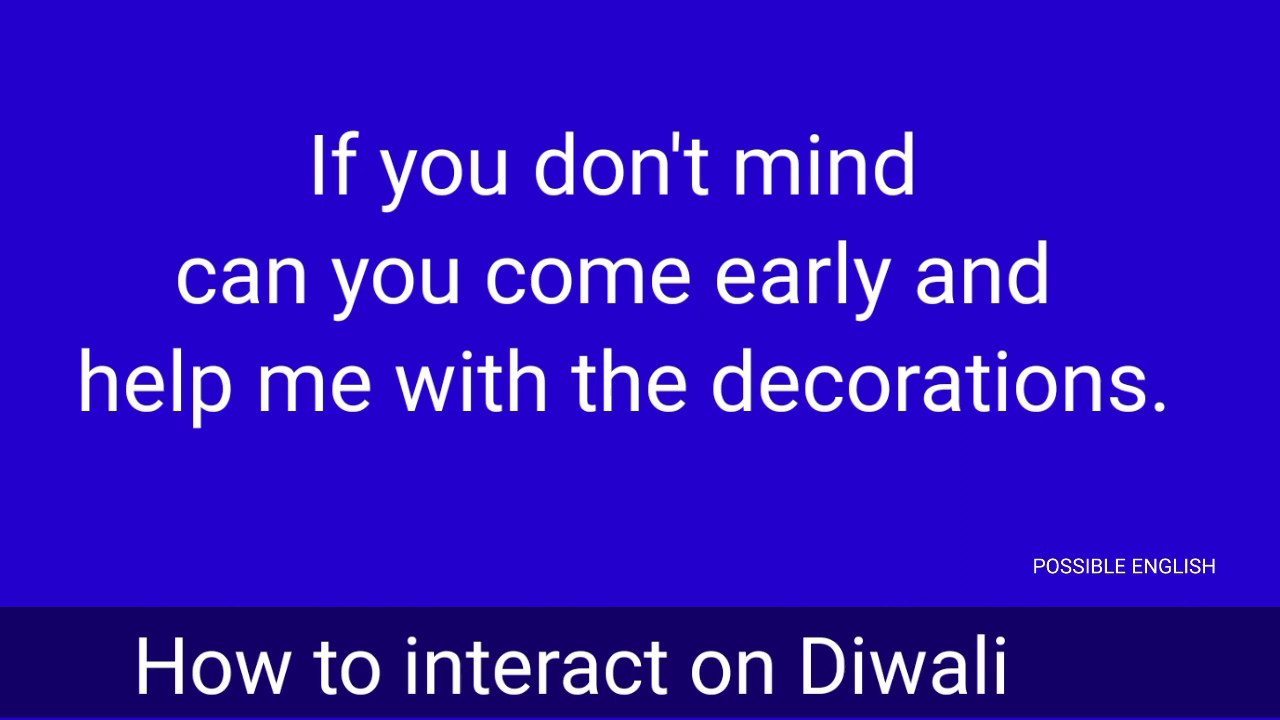 If you don't mind
can you come early and
help me with the decorations.
POSSIBLE ENGLISH
How to interact on Diwali